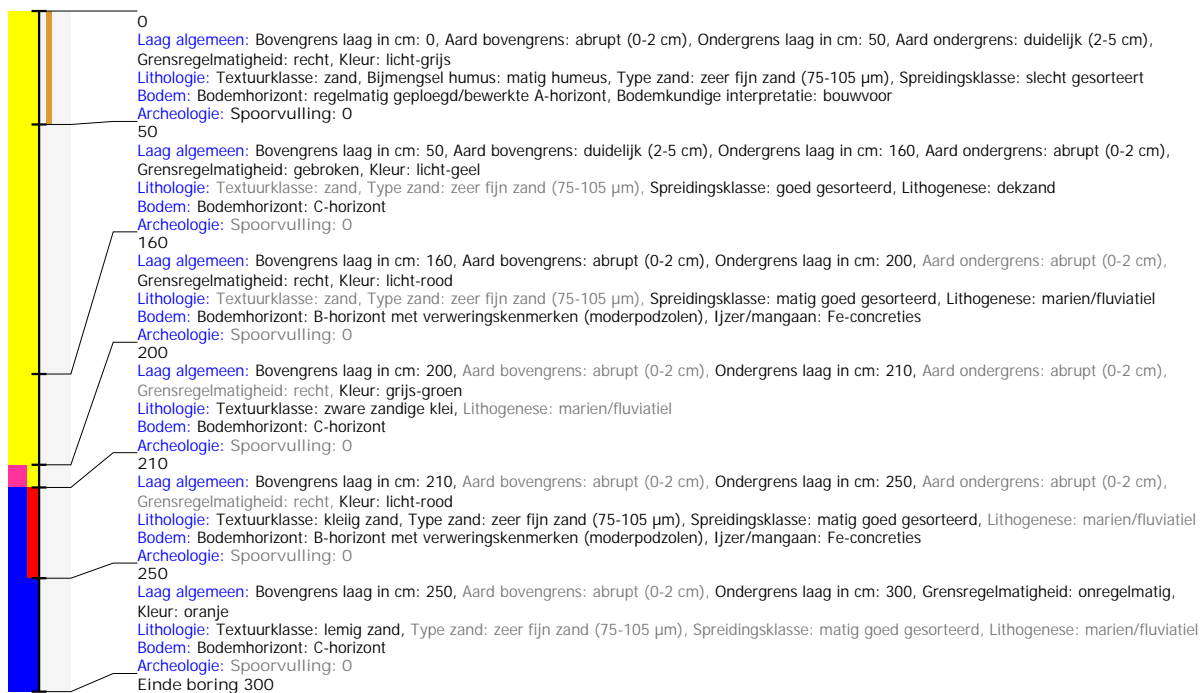 0
Laag algemeen: Bovengrens laag in cm: 0, Aard bovengrens: abrupt (0-2 cm), Ondergrens laag in cm: 50, Aard ondergrens: duidelijk (2-5 cm),
Grensregelmatigheid: recht, Kleur: licht-grijs
Lithologie: Textuurklasse: zand, Bijmengsel humus: matig humeus, Type zand: zeer fijn zand (75-105 µm), Spreidingsklasse: slecht gesorteert
Bodem: Bodemhorizont: regelmatig geploegd/bewerkte A-horizont, Bodemkundige interpretatie: bouwvoor
Archeologie: Spoorvulling: 0
50
Laag algemeen: Bovengrens laag in cm: 50, Aard bovengrens: duidelijk (2-5 cm), Ondergrens laag in cm: 160, Aard ondergrens: abrupt (0-2 cm),
Grensregelmatigheid: gebroken, Kleur: licht-geel
Lithologie: Textuurklasse: zand, Type zand: zeer fijn zand (75-105 µm), Spreidingsklasse: goed gesorteerd, Lithogenese: dekzand
Bodem: Bodemhorizont: C-horizont
Archeologie: Spoorvulling: 0
160
Laag algemeen: Bovengrens laag in cm: 160, Aard bovengrens: abrupt (0-2 cm), Ondergrens laag in cm: 200, Aard ondergrens: abrupt (0-2 cm),
Grensregelmatigheid: recht, Kleur: licht-rood
Lithologie: Textuurklasse: zand, Type zand: zeer fijn zand (75-105 µm), Spreidingsklasse: matig goed gesorteerd, Lithogenese: marien/fluviatiel
Bodem: Bodemhorizont: B-horizont met verweringskenmerken (moderpodzolen), Ijzer/mangaan: Fe-concreties
Archeologie: Spoorvulling: 0
200
Laag algemeen: Bovengrens laag in cm: 200, Aard bovengrens: abrupt (0-2 cm), Ondergrens laag in cm: 210, Aard ondergrens: abrupt (0-2 cm),
Grensregelmatigheid: recht, Kleur: grijs-groen
Lithologie: Textuurklasse: zware zandige klei, Lithogenese: marien/fluviatiel
Bodem: Bodemhorizont: C-horizont
Archeologie: Spoorvulling: 0
210
Laag algemeen: Bovengrens laag in cm: 210, Aard bovengrens: abrupt (0-2 cm), Ondergrens laag in cm: 250, Aard ondergrens: abrupt (0-2 cm),
Grensregelmatigheid: recht, Kleur: licht-rood
Lithologie: Textuurklasse: kleiig zand, Type zand: zeer fijn zand (75-105 µm), Spreidingsklasse: matig goed gesorteerd, Lithogenese: marien/fluviatiel
Bodem: Bodemhorizont: B-horizont met verweringskenmerken (moderpodzolen), Ijzer/mangaan: Fe-concreties
Archeologie: Spoorvulling: 0
250
Laag algemeen: Bovengrens laag in cm: 250, Aard bovengrens: abrupt (0-2 cm), Ondergrens laag in cm: 300, Grensregelmatigheid: onregelmatig,
Kleur: oranje
Lithologie: Textuurklasse: lemig zand, Type zand: zeer fijn zand (75-105 µm), Spreidingsklasse: matig goed gesorteerd, Lithogenese: marien/fluviatiel
Bodem: Bodemhorizont: C-horizont
Archeologie: Spoorvulling: 0
Einde boring 300